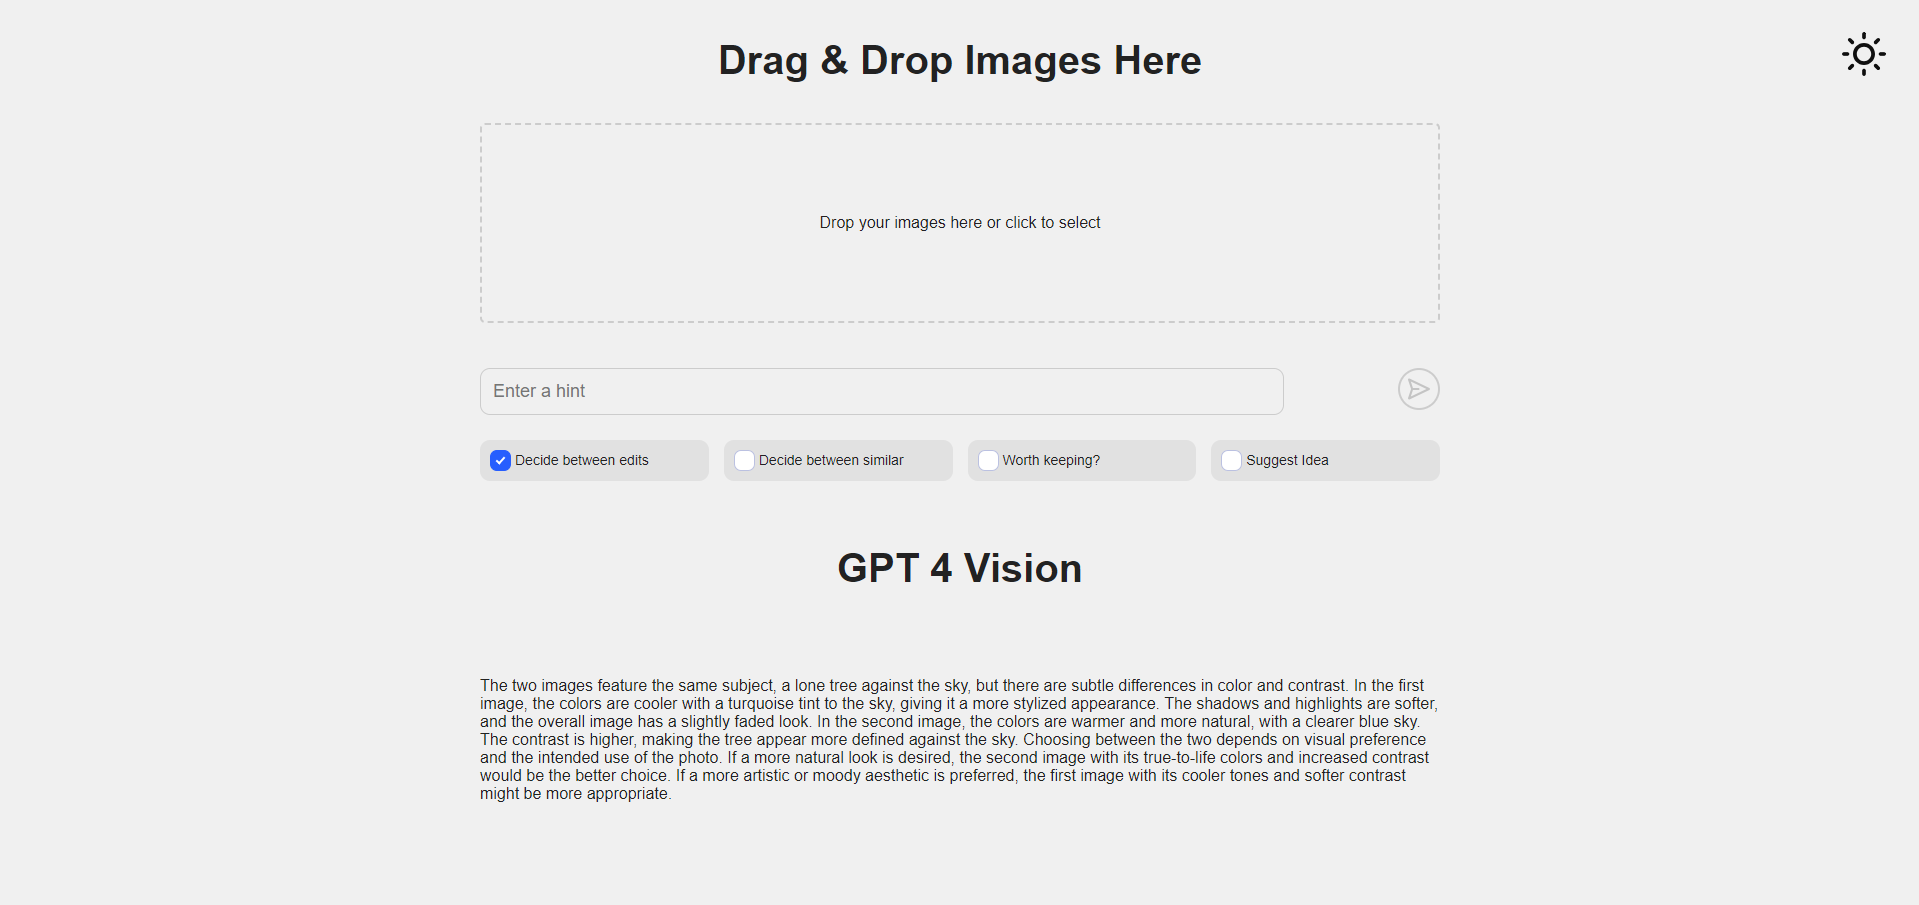 Drag & Drop Images Here
Drop your images here or click to select
Enter a hint
Decide between edits
Decide between similar
Worth keeping?
Suggest Idea
GPT 4 Vision
The two images feature the same subject, a lone tree against the sky, but there are subtle differences in color and contrast. In the first
image, the colors are cooler with a turquoise tint to the sky, giving it a more stylized appearance. The shadows and highlights are softer,
and the overall image has a slightly faded look. In the second image, the colors are warmer and more natural, with a clearer blue sky.
The contrast is higher, making the tree appear more defined against the sky. Choosing between the two depends on visual preference
and the intended use of the photo. If a more natural look is desired, the second image with its true-to-life colors and increased contrast
would be the better choice. If a more artistic or moody aesthetic is preferred, the first image with its cooler tones and softer contrast
might be more appropriate.